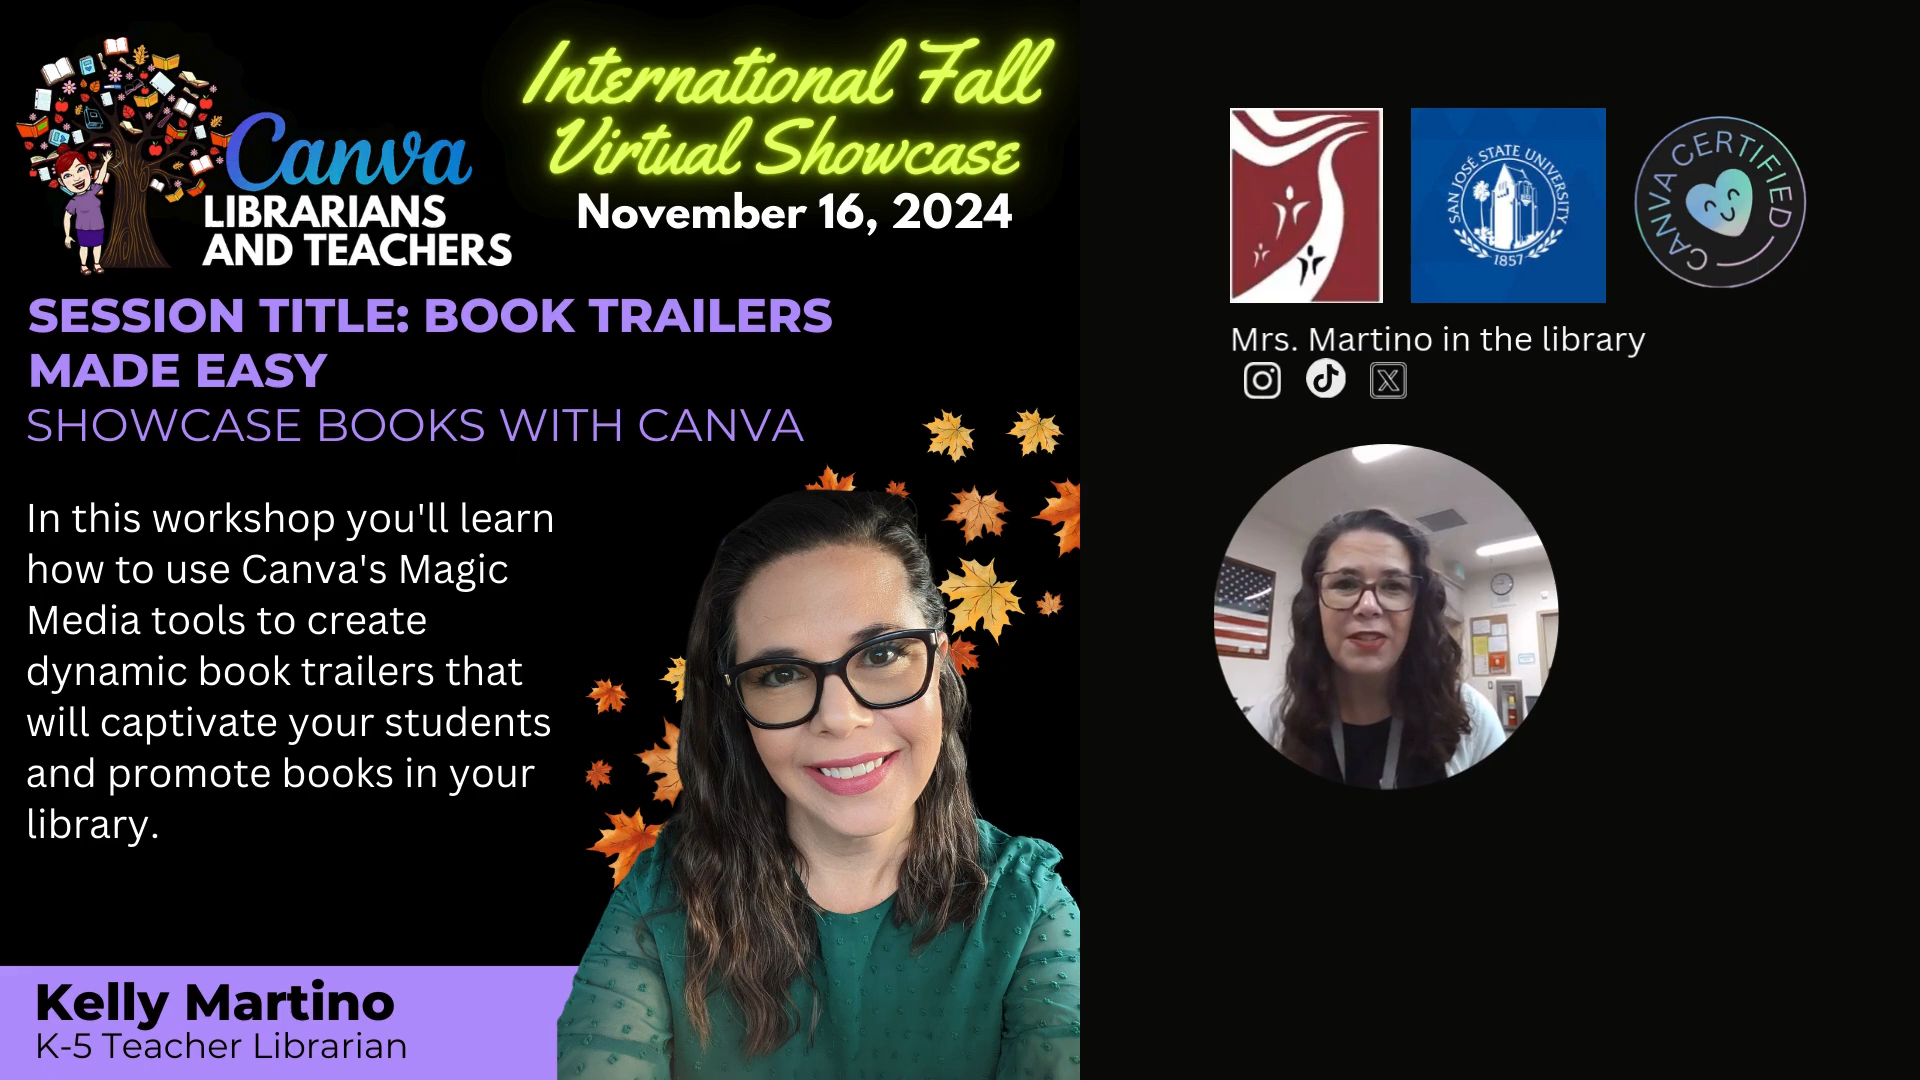 Canva
LIBRARIANS
AND TEACHERS
International Fall
Virtual Showcase
November 16, 2024
SESSION TITLE: BOOK TRAILERS
MADE EASY
SHOWCASE BOOKS WITH CANVA
In this workshop you'll learn
how to use Canva's Magic
Media tools to create
dynamic book trailers that
will captivate your students
and promote books in your
library.
Kelly Martino
K-5 Teacher Librarian
SAN JOSÉ STATE UNIVERSITY
1857
CANVA CERTIFIED
Mrs. Martino in the library